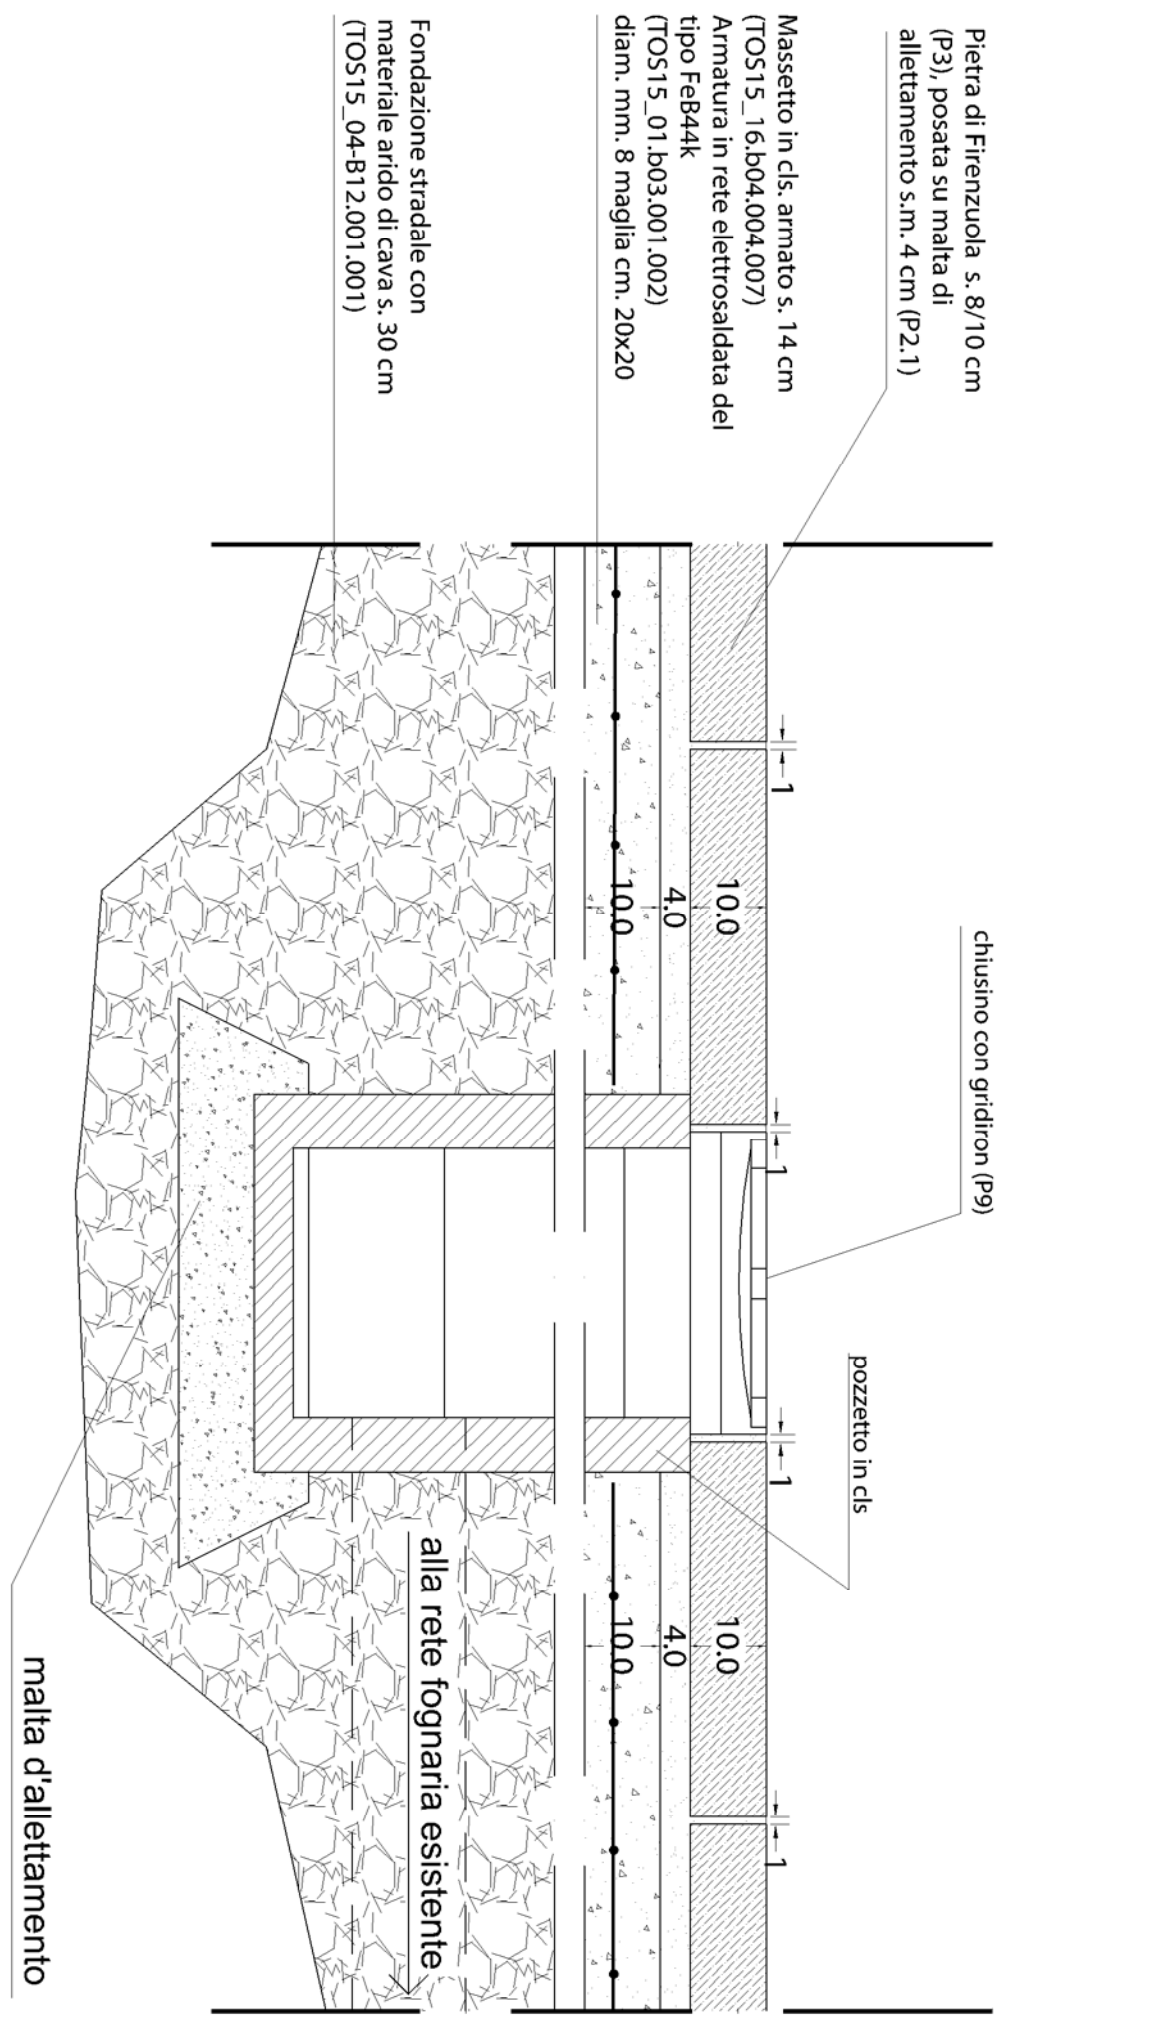 Pietra di Firenzuola s. 8/10 cm
(P3), posata su malta di
allettamento s.m. 4 cm (P2.1)
Massetto in cls. armato s. 14 cm
(TOS15_16.b04.004.007)
Armatura in rete elettrosaldata del
tipo FeB44k
(TOS15_01.b03.001.002)
diam. mm. 8 maglia cm. 20x20
Fondazione stradale con
materiale arido di cava s. 30 cm
(TOS15_04-B12.001.001)
chiusino con gridiron (P9)
pozzetto in cls
1
1
1
1
10.0
4.0
10.0
10.0
4.0
10.0
alla rete fognaria esistente
malta d'allettamento